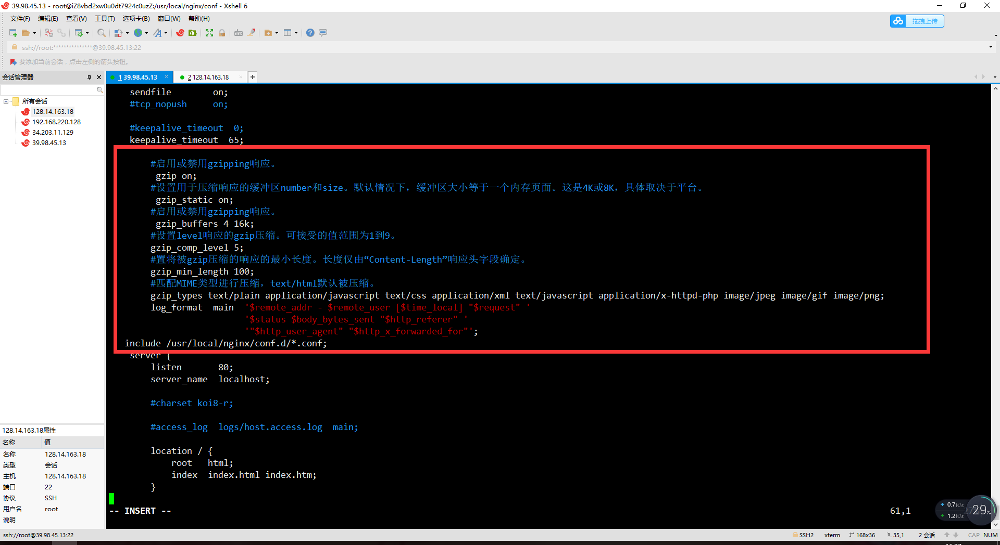 39.98.45.13 - root@iZ8vbd2xw0u0dt7924c0uzZ:/usr/local/nginx/conf - Xshell 6
文件(F) 编辑(E) 查看(V) 工具(T) 选项卡(B) 窗口(W) 帮助(H)
拖拽上传
ssh://root:***************@39.98.45.13:22
要添加当前会话，点击左侧的箭头按钮。
会话管理器
1 39.98.45.13
2 128.14.163.18
所有会话
128.14.163.18
192.168.220.128
34.203.11.129
39.98.45.13
sendfile        on;
#tcp_nopush     on;
#keepalive_timeout  0;
keepalive_timeout  65;
#启用或禁用gzipping响应。
gzip on;
#设置用于压缩响应的缓冲区number和size。默认情况下，缓冲区大小等于一个内存页面。这是4K或8K，具体取决于平台。
gzip_static on;
#启用或禁用gzipping响应。
gzip_buffers 4 16k;
#设置level响应的gzip压缩。可接受的值范围为1到9。
gzip_comp_level 5;
#置将被gzip压缩的响应的最小长度。长度仅由“Content-Length”响应头字段确定。
gzip_min_length 100;
#匹配MIME类型进行压缩，text/html默认被压缩。
gzip_types text/plain application/javascript text/css application/xml text/javascript application/x-httpd-php image/jpeg image/gif image/png;
log_format  main  '$remote_addr - $remote_user [$time_local] "$request" '
'$status $body_bytes_sent "$http_referer" '
'"$http_user_agent" "$http_x_forwarded_for"';
include /usr/local/nginx/conf.d/*.conf;
server {
listen       80;
server_name  localhost;
#charset koi8-r;
#access_log  logs/host.access.log  main;
location / {
root   html;
index  index.html index.htm;
}
-- INSERT --
61,1
0.7K/s
1.2K/s
29%
128.14.163.18属性
名称 值
名称 128.14.163.18
类型 会话
主机 128.14.163.18
端口 22
协议 SSH
用户名 root
说明
ssh://root@39.98.45.13:22
SSH2 xterm 168x36 35,1 2 会话 CAP NUM